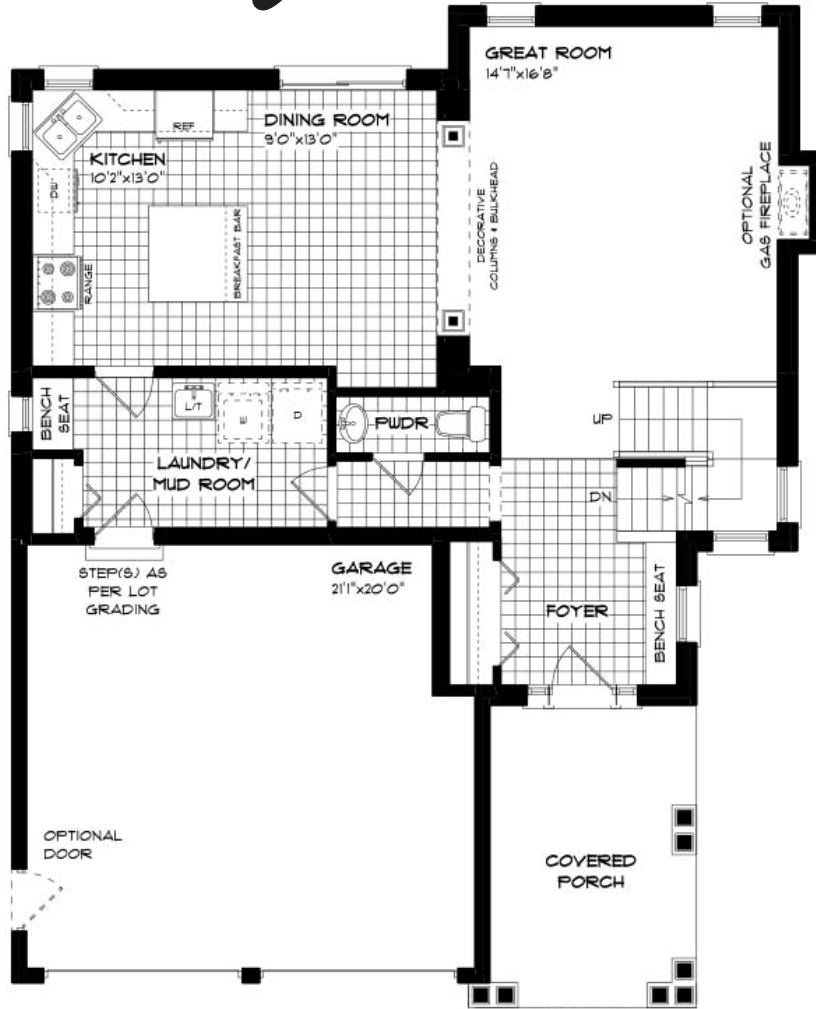 GREAT ROOM
14'7"x16'8"
DINING ROOM
9'0"x13'0"
REF
KITCHEN
10'2"x13'0"
DW
RANGE
BREAKFAST BAR
DECORATIVE
COLUMNS & BULKHEAD
OPTIONAL
GAS FIREPLACE
BENCH
SEAT
L/T
D
PWDR
UP
LAUNDRY/
MUD ROOM
DN
STEP(S) AS
PER LOT
GRADING
GARAGE
21'1"x20'0"
FOYER
BENCH SEAT
OPTIONAL
DOOR
COVERED
PORCH